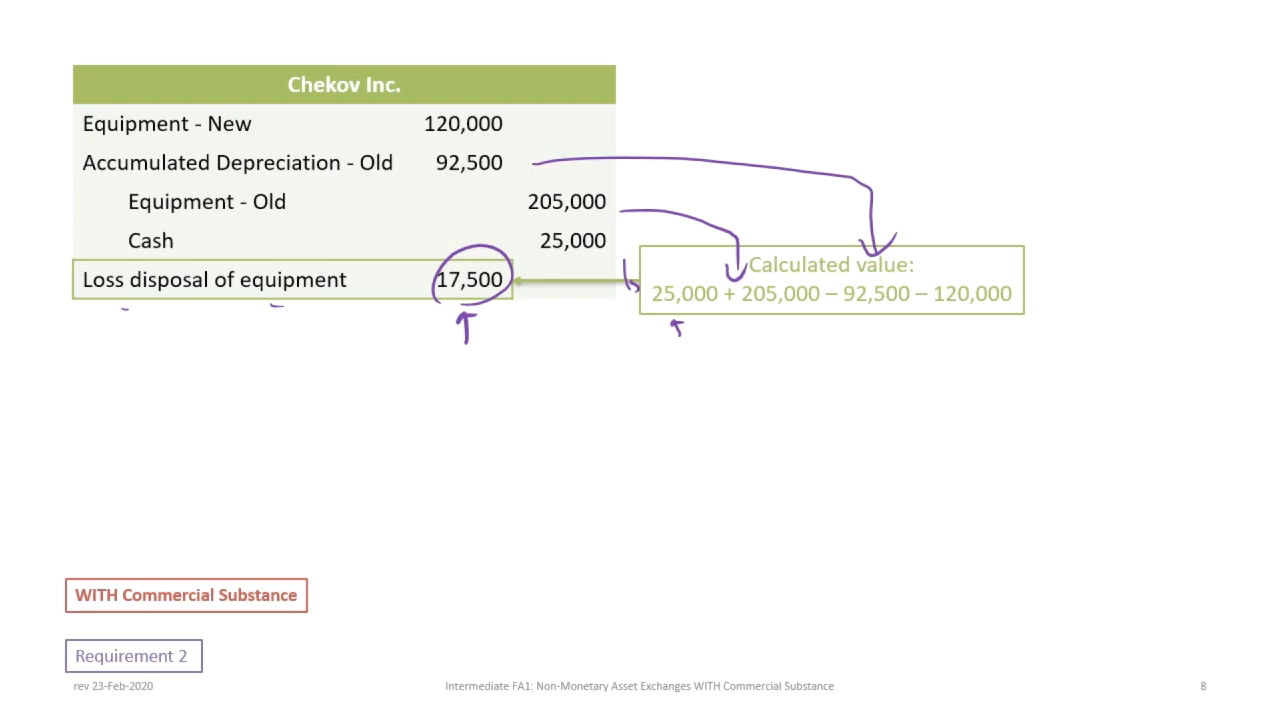 Chekov Inc.
Equipment - New 120,000
Accumulated Depreciation - Old 92,500
Equipment - Old 205,000
Cash 25,000
Loss disposal of equipment 17,500
Calculated value:
25,000 + 205,000 – 92,500 – 120,000
WITH Commercial Substance
Requirement 2
rev 23-Feb-2020 Intermediate FA1: Non-Monetary Asset Exchanges WITH Commercial Substance 8